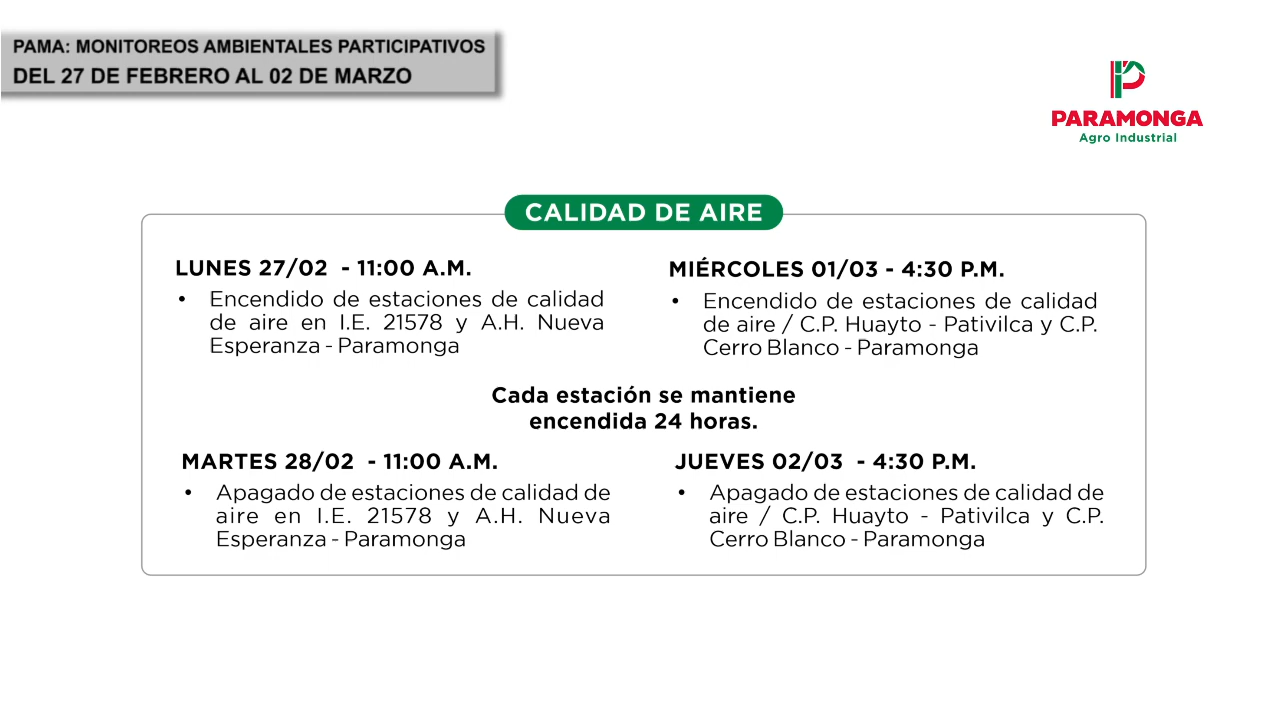 PAMA: MONITOREOS AMBIENTALES PARTICIPATIVOS
DEL 27 DE FEBRERO AL 02 DE MARZO
PARAMONGA
Agro Industrial
CALIDAD DE AIRE
LUNES 27/02 - 11:00 A.M.
• Encendido de estaciones de calidad
de aire en I.E. 21578 y A.H. Nueva
Esperanza - Paramonga
MIÉRCOLES 01/03 - 4:30 P.M.
• Encendido de estaciones de calidad
de aire / C.P. Huayto - Pativilca y C.P.
Cerro Blanco - Paramonga
Cada estación se mantiene
encendida 24 horas.
MARTES 28/02 - 11:00 A.M.
• Apagado de estaciones de calidad de
aire en I.E. 21578 y A.H. Nueva
Esperanza - Paramonga
JUEVES 02/03 - 4:30 P.M.
• Apagado de estaciones de calidad de
aire / C.P. Huayto - Pativilca y C.P.
Cerro Blanco - Paramonga